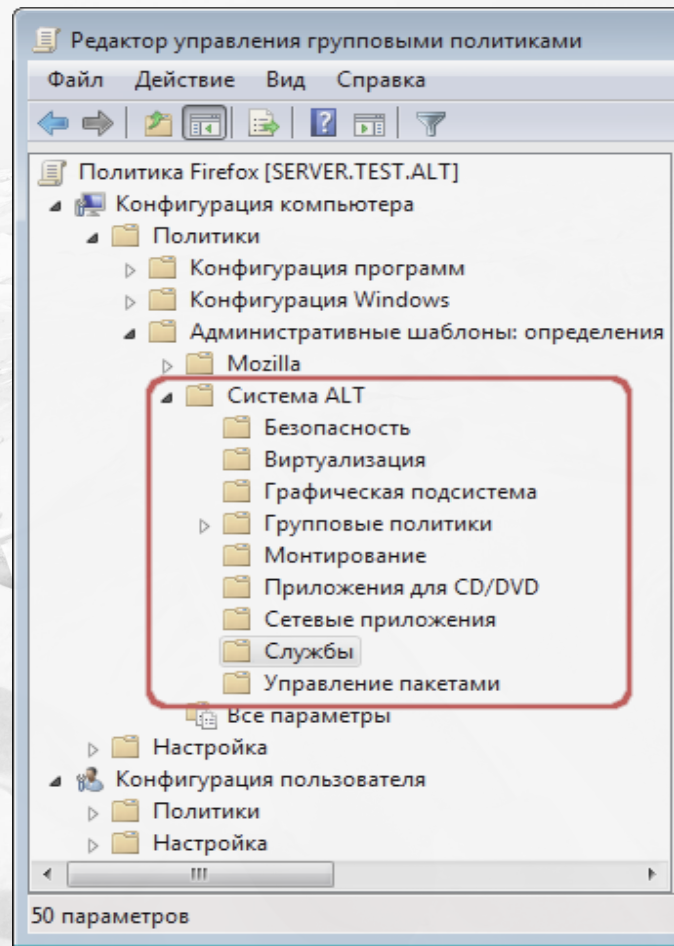 Редактор управления групповыми политиками
Файл Действие Вид Справка
Политика Firefox [SERVER.TEST.ALT]
Конфигурация компьютера
Политики
Конфигурация программ
Конфигурация Windows
Административные шаблоны: определения
Mozilla
Система ALT
Безопасность
Виртуализация
Графическая подсистема
Групповые политики
Монтирование
Приложения для CD/DVD
Сетевые приложения
Службы
Управление пакетами
Все параметры
Настройка
Конфигурация пользователя
Политики
Настройка
50 параметров